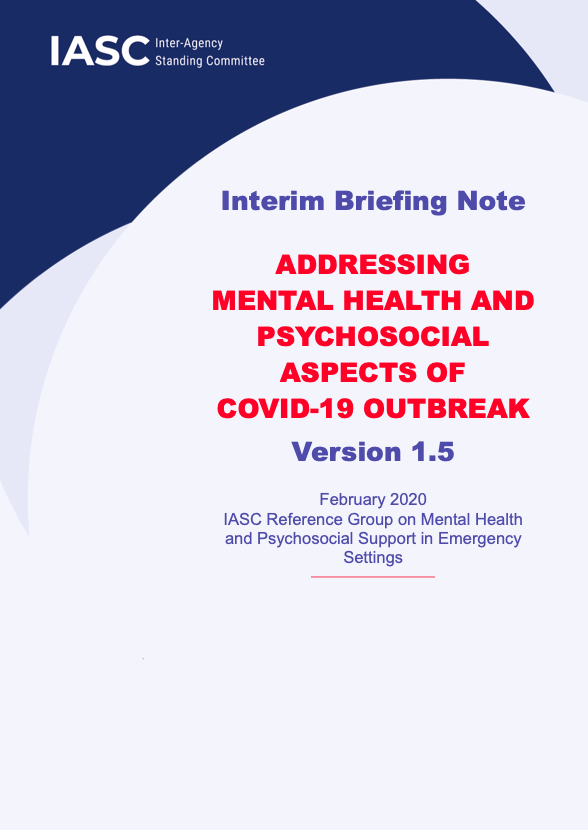 IASC Inter-Agency
Standing Committee
Interim Briefing Note
ADDRESSING
MENTAL HEALTH AND
PSYCHOSOCIAL
ASPECTS OF
COVID-19 OUTBREAK
Version 1.5
February 2020
IASC Reference Group on Mental Health
and Psychosocial Support in Emergency
Settings